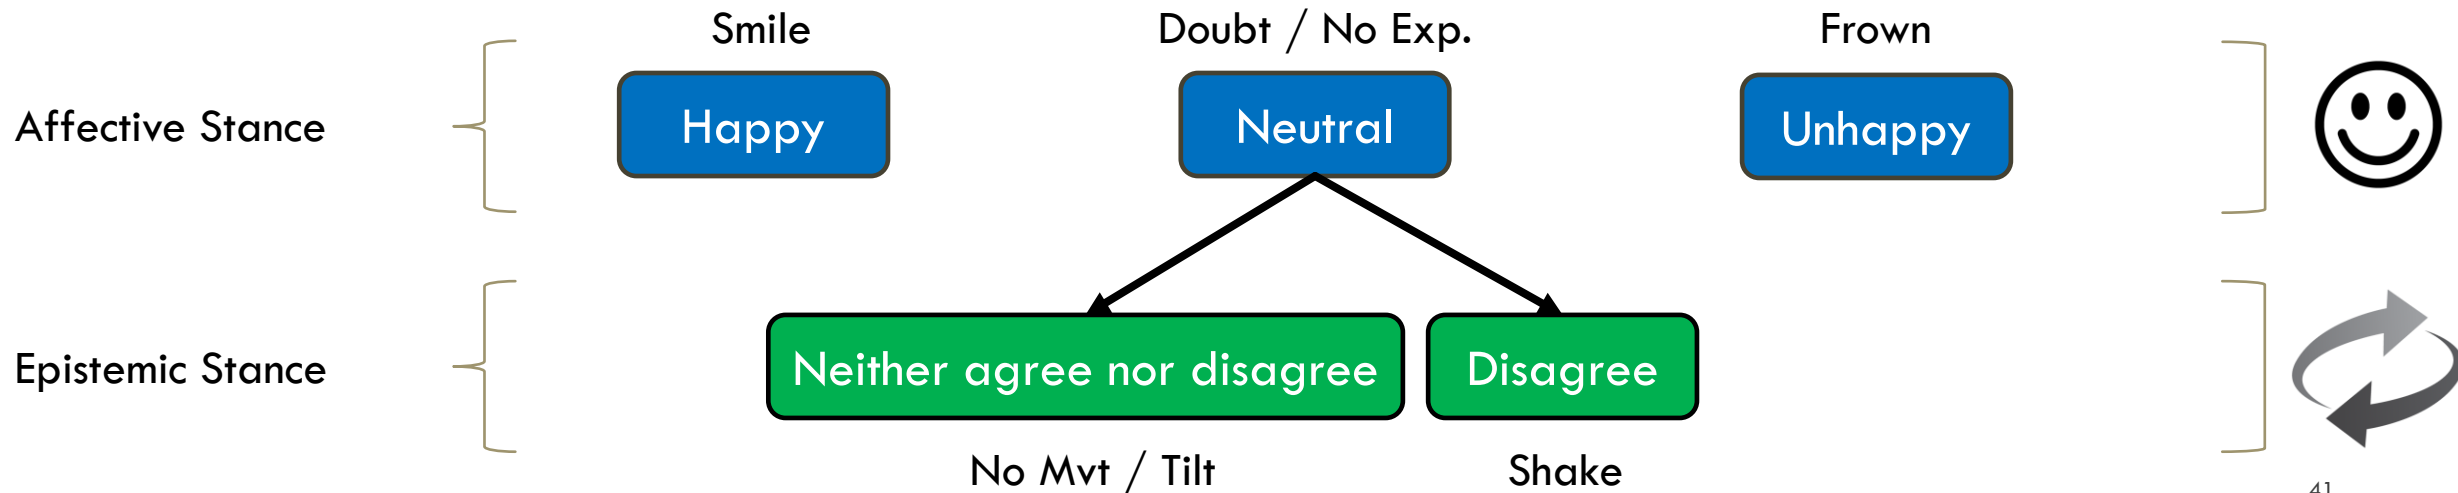 Smile
Doubt / No Exp.
Frown
Affective Stance
Happy
Neutral
Unhappy
Epistemic Stance
Neither agree nor disagree
Disagree
No Mvt / Tilt
Shake
41